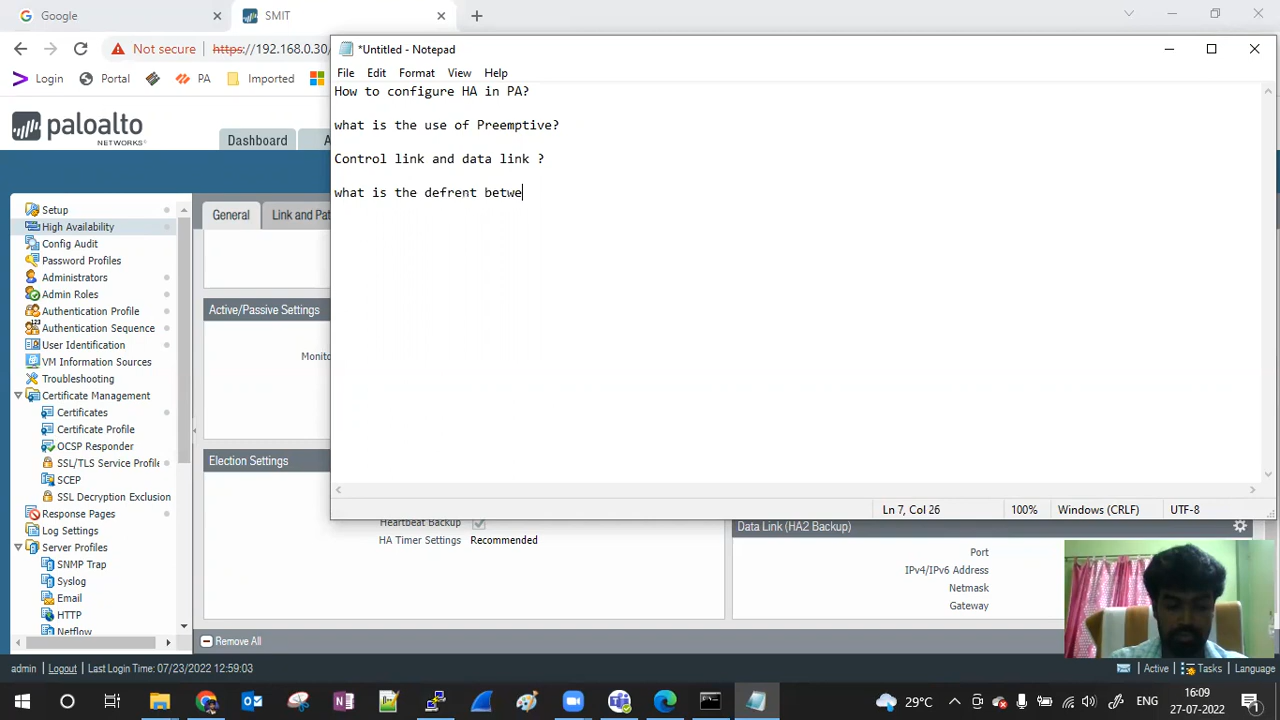 Google
SMIT
Not secure
https://192.168.0.30/
Login
Portal
PA
Imported
*Untitled - Notepad
File Edit Format View Help
How to configure HA in PA?
what is the use of Preemptive?
Control link and data link ?
what is the defrent betwe
Ln 7, Col 26
100%
Windows (CRLF)
UTF-8
paloalto
NETWORKS
Dashboard
A
Setup
High Availability
Config Audit
Password Profiles
Administrators
Admin Roles
Authentication Profile
Authentication Sequence
User Identification
VM Information Sources
Troubleshooting
Certificate Management
Certificates
Certificate Profile
OCSP Responder
SSL/TLS Service Profile
SCEP
SSL Decryption Exclusion
Response Pages
Log Settings
Server Profiles
SNMP Trap
Syslog
Email
HTTP
Netflow
General
Link and Pat
Active/Passive Settings
Monito
Election Settings
Heartbeat Backup
HA Timer Settings Recommended
Data Link (HA2 Backup)
Port
IPv4/IPv6 Address
Netmask
Gateway
Remove All
admin | Logout | Last Login Time: 07/23/2022 12:59:03
Active
Tasks
Language
29°C
ENG
16:09
27-07-2022
1